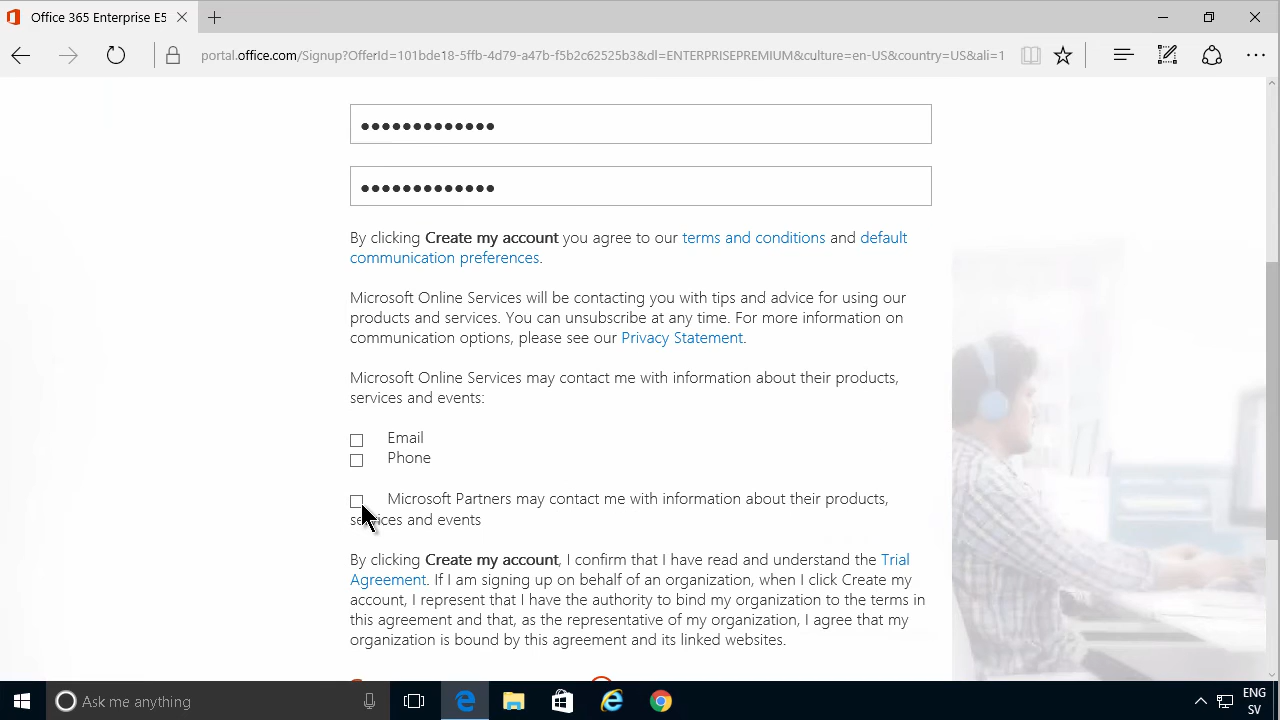 Office 365 Enterprise E5
portal.office.com/Signup?OfferId=101bde18-5ffb-4d79-a47b-f5b2c62525b3&dl=ENTERPRISEPREMIUM&culture=en-US&country=US&ali=1
●●●●●●●●●●●●●
●●●●●●●●●●●●●
By clicking Create my account you agree to our terms and conditions and default
communication preferences.
Microsoft Online Services will be contacting you with tips and advice for using our
products and services. You can unsubscribe at any time. For more information on
communication options, please see our Privacy Statement.
Microsoft Online Services may contact me with information about their products,
services and events:
Email
Phone
Microsoft Partners may contact me with information about their products,
services and events
By clicking Create my account, I confirm that I have read and understand the Trial
Agreement. If I am signing up on behalf of an organization, when I click Create my
account, I represent that I have the authority to bind my organization to the terms in
this agreement and that, as the representative of my organization, I agree that my
organization is bound by this agreement and its linked websites.
Ask me anything
ENG
SV